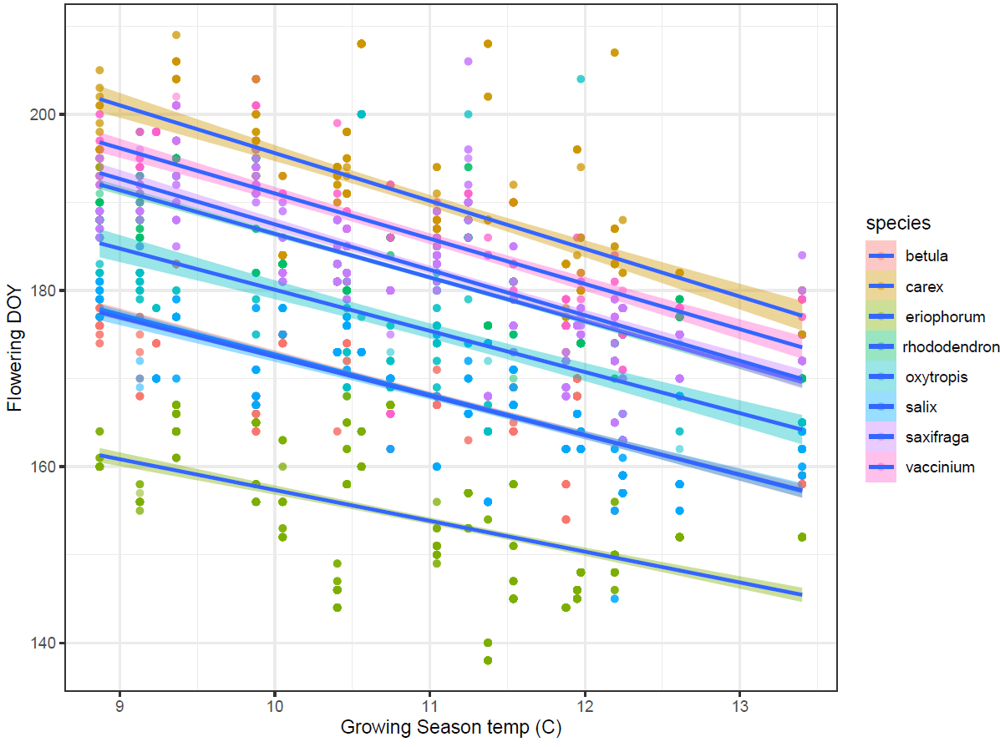 Flowering DOY
200
180
160
140
9
10
11
12
13
Growing Season temp (C)
species
betula
carex
eriophorum
rhododendron
oxytropis
salix
saxifraga
vaccinium